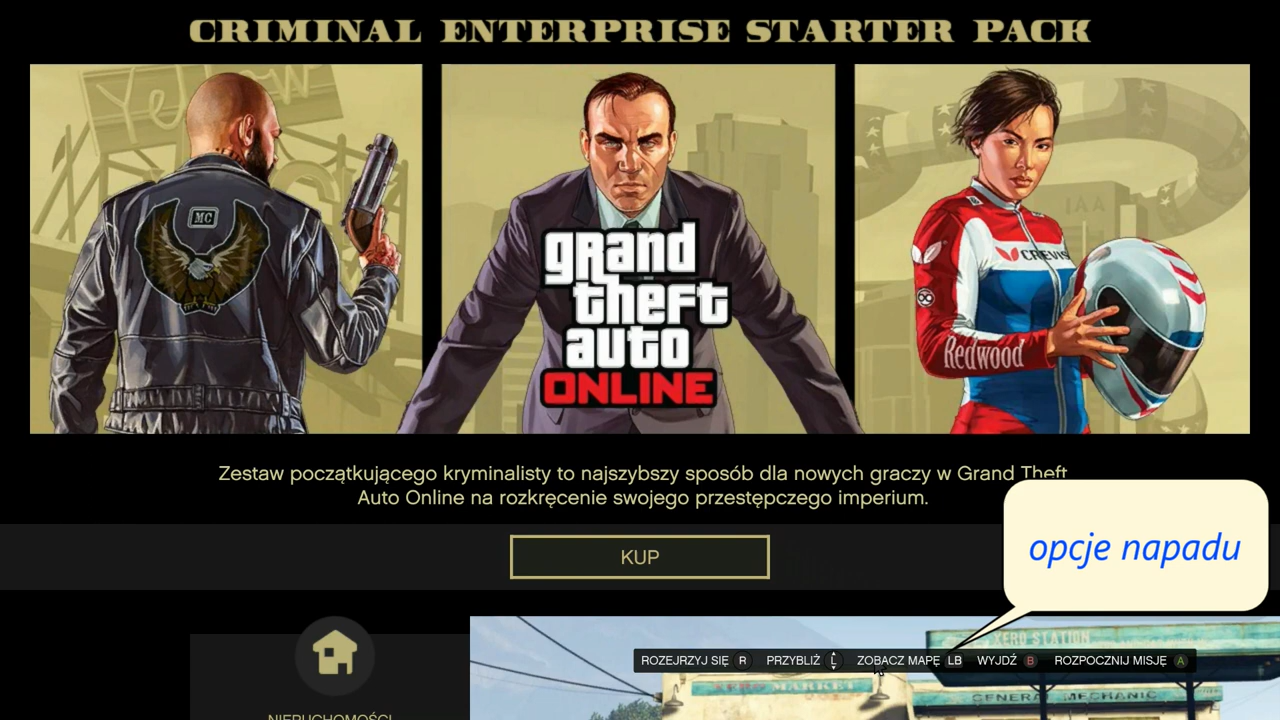 CRIMINAL ENTERPRISE STARTER PACK
Yellow
MC
IAA
CREVIS
Redwood
grand
theft
auto
ONLINE
Zestaw początkującego kryminalisty to najszybszy sposób dla nowych graczy w Grand Theft
Auto Online na rozkręcenie swojego przestępczego imperium.
opcje napadu
KUP
XERO STATION
ROZEJRZYJ SIĘ R PRZYBLIŻ L ZOBACZ MAPĘ LB WYJDŹ B ROZPOCZNIJ MISJĘ A
XERO MARKET
GENERAL MECHANIC
NIERUCHOMOŚCI